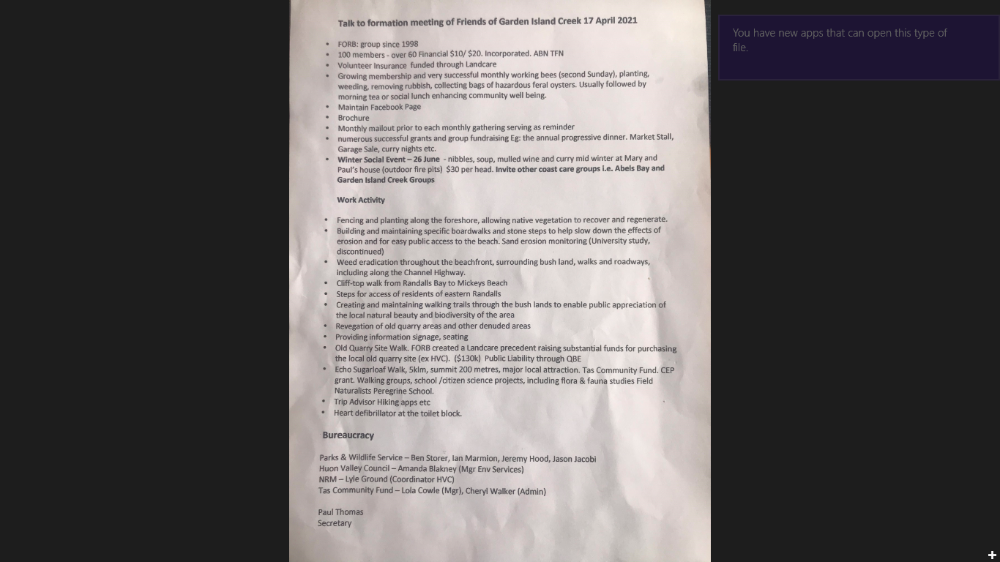 Talk to formation meeting of Friends of Garden Island Creek 17 April 2021
• FORB: group since 1998
• 100 members - over 60 Financial $10/ $20. Incorporated. ABN TFN
• Volunteer Insurance funded through Landcare
• Growing membership and very successful monthly working bees (second Sunday), planting,
weeding, removing rubbish, collecting bags of hazardous feral oysters. Usually followed by
morning tea or social lunch enhancing community well being.
• Maintain Facebook Page
• Brochure
• Monthly mailout prior to each monthly gathering serving as reminder
• numerous successful grants and group fundraising Eg: the annual progressive dinner. Market Stall,
Garage Sale, curry nights etc.
• Winter Social Event – 26 June - nibbles, soup, mulled wine and curry mid winter at Mary and
Paul's house (outdoor fire pits) $30 per head. Invite other coast care groups i.e. Abels Bay and
Garden Island Creek Groups
Work Activity
• Fencing and planting along the foreshore, allowing native vegetation to recover and regenerate.
• Building and maintaining specific boardwalks and stone steps to help slow down the effects of
erosion and for easy public access to the beach. Sand erosion monitoring (University study,
discontinued)
• Weed eradication throughout the beachfront, surrounding bush land, walks and roadways,
including along the Channel Highway.
• Cliff-top walk from Randalls Bay to Mickeys Beach
• Steps for access of residents of eastern Randalls
• Creating and maintaining walking trails through the bush lands to enable public appreciation of
the local natural beauty and biodiversity of the area
• Revegation of old quarry areas and other denuded areas
• Providing information signage, seating
• Old Quarry Site Walk. FORB created a Landcare precedent raising substantial funds for purchasing
the local old quarry site (ex HVC). ($130k) Public Liability through QBE
• Echo Sugarloaf Walk, 5klm, summit 200 metres, major local attraction. Tas Community Fund. CEP
grant. Walking groups, school /citizen science projects, including flora & fauna studies Field
Naturalists Peregrine School.
• Trip Advisor Hiking apps etc
• Heart defibrillator at the toilet block.
Bureaucracy
Parks & Wildlife Service – Ben Storer, Ian Marmion, Jeremy Hood, Jason Jacobi
Huon Valley Council – Amanda Blakney (Mgr Env Services)
NRM – Lyle Ground (Coordinator HVC)
Tas Community Fund – Lola Cowle (Mgr), Cheryl Walker (Admin)
Paul Thomas
Secretary
You have new apps that can open this type of
file.